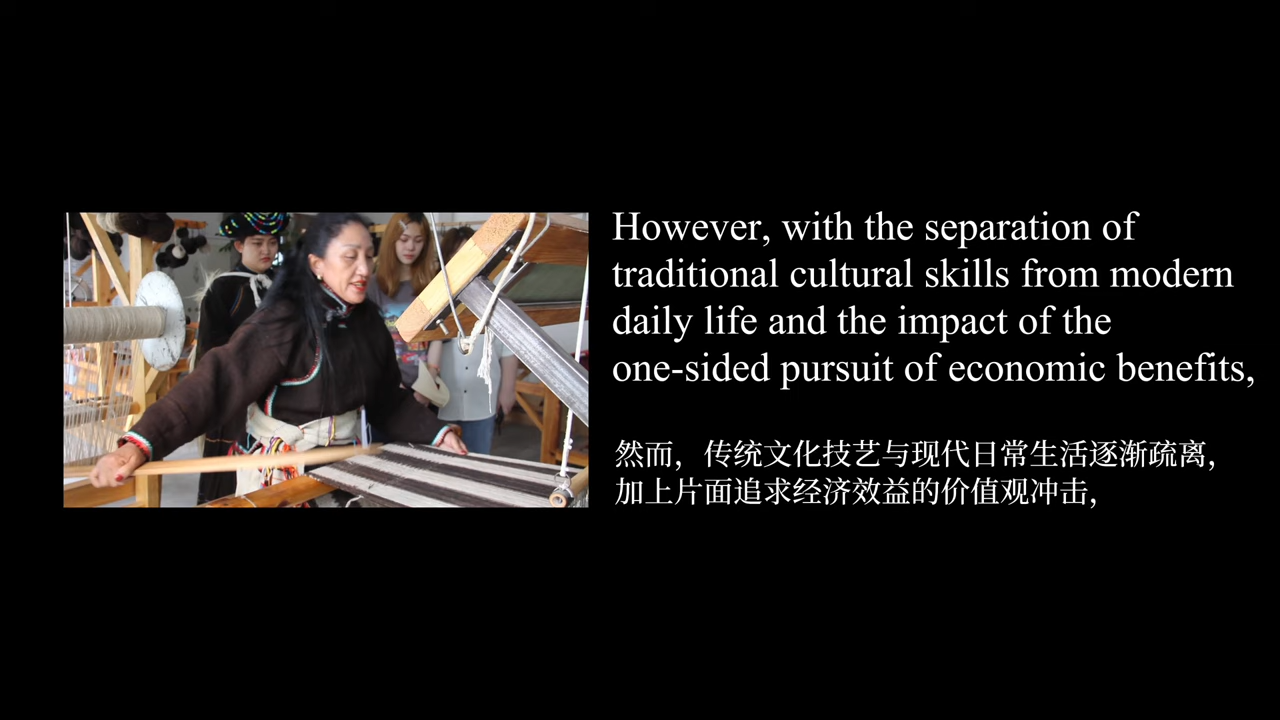 However, with the separation of
traditional cultural skills from modern
daily life and the impact of the
one-sided pursuit of economic benefits,
然而，传统文化技艺与现代日常生活逐渐疏离，
加上片面追求经济效益的价值观冲击，